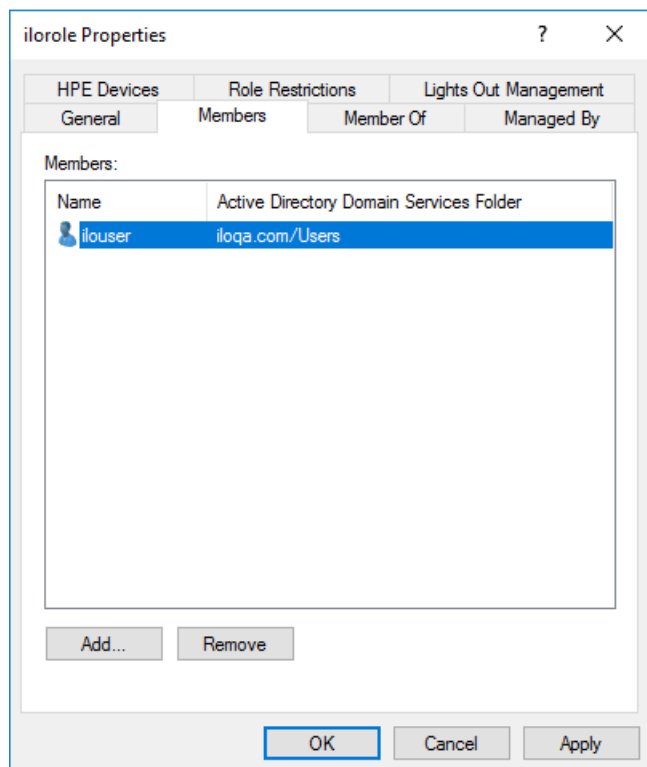 ilorole Properties ? X
HPE Devices Role Restrictions Lights Out Management
General Members Member Of Managed By
Members:
Name Active Directory Domain Services Folder
ilouser iloqa.com/Users
Add... Remove
OK Cancel Apply